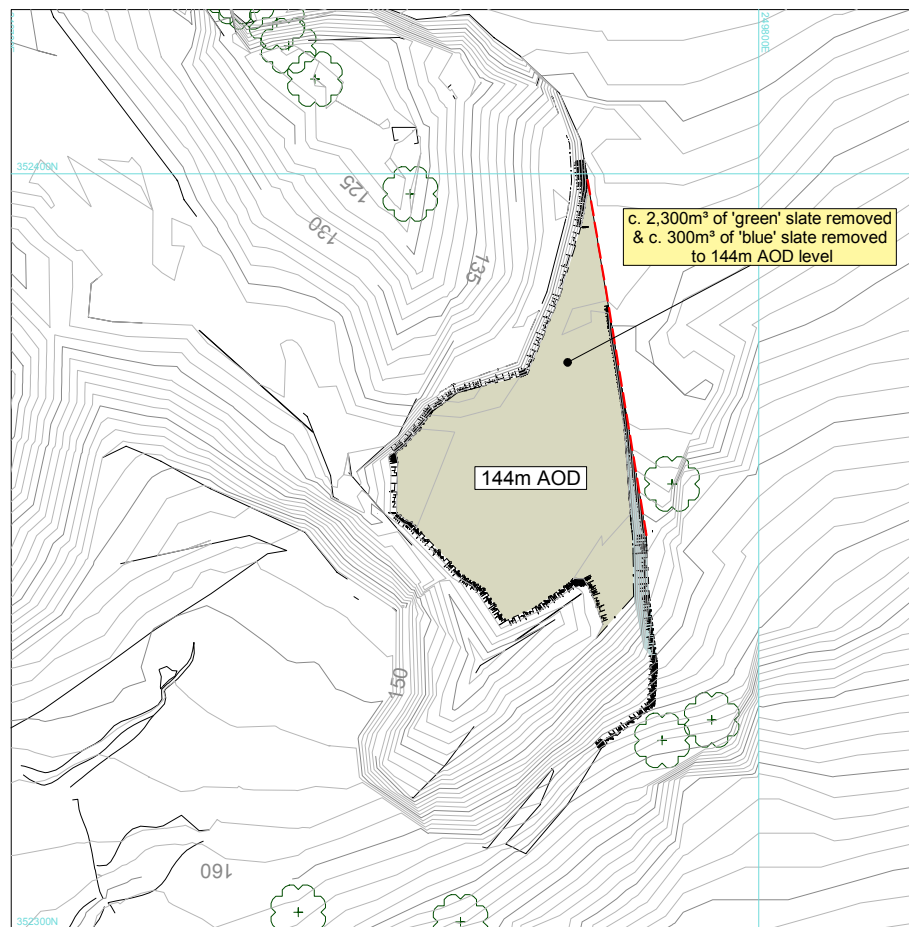 249800E
352400N
125
130
135
c. 2,300m³ of 'green' slate removed
& c. 300m³ of 'blue' slate removed
to 144m AOD level
144m AOD
150
160
352300N